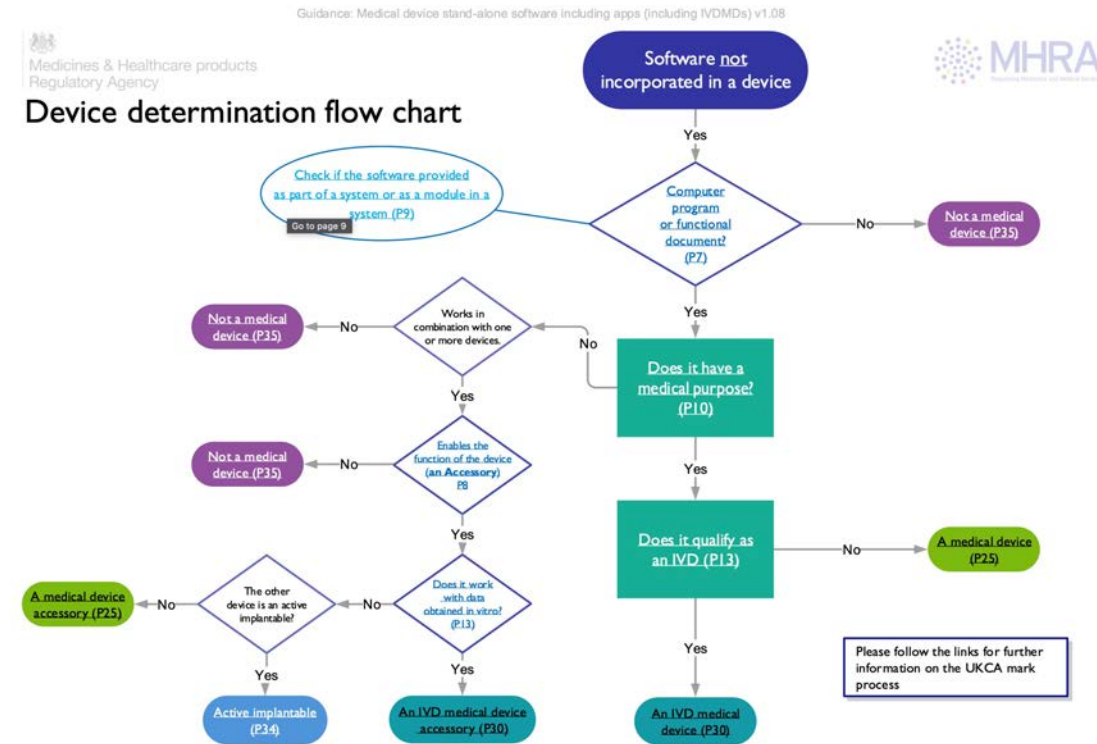 Guidance: Medical device stand-alone software including apps (including IVDMDs) v1.08
Medicines & Healthcare products
Regulatory Agency
MHRA
Device determination flow chart
Software not
incorporated in a device
Yes
Check if the software provided
as part of a system or as a module in a
system (P9)
Go to page 9
Computer
program
or functional
document?
(P7)
No
Not a medical
device (P35)
Yes
Not a medical
device (P35)
No
Works in
combination with one
or more devices.
No
Does it have a
medical purpose?
(P10)
Yes
Not a medical
device (P35)
No
Enables the
function of the device
(an Accessory)
P8
Yes
Yes
Does it qualify as
an IVD (P13)
No
A medical device
(P25)
A medical device
accessory (P25)
No
The other
device is an active
implantable?
No
Does it work
with data
obtained in vitro?
(P13)
Yes
Yes
Yes
Please follow the links for further
information on the UKCA mark
process
Active implantable
(P34)
An IVD medical device
accessory (P30)
An IVD medical
device (P30)